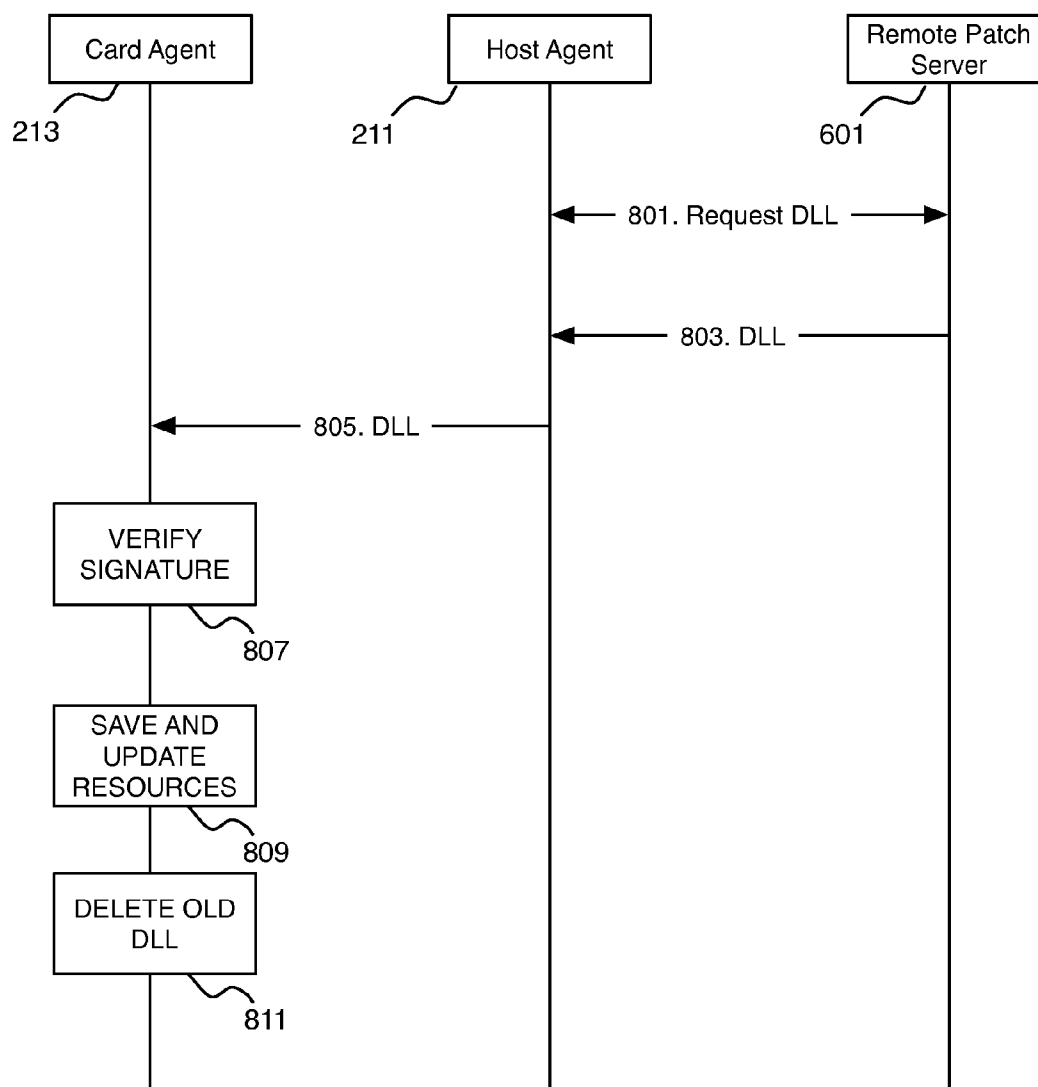 Card Agent
Host Agent
Remote Patch
Server
213
211
601
801. Request DLL
803. DLL
805. DLL
VERIFY
SIGNATURE
807
SAVE AND
UPDATE
RESOURCES
809
DELETE OLD
DLL
811